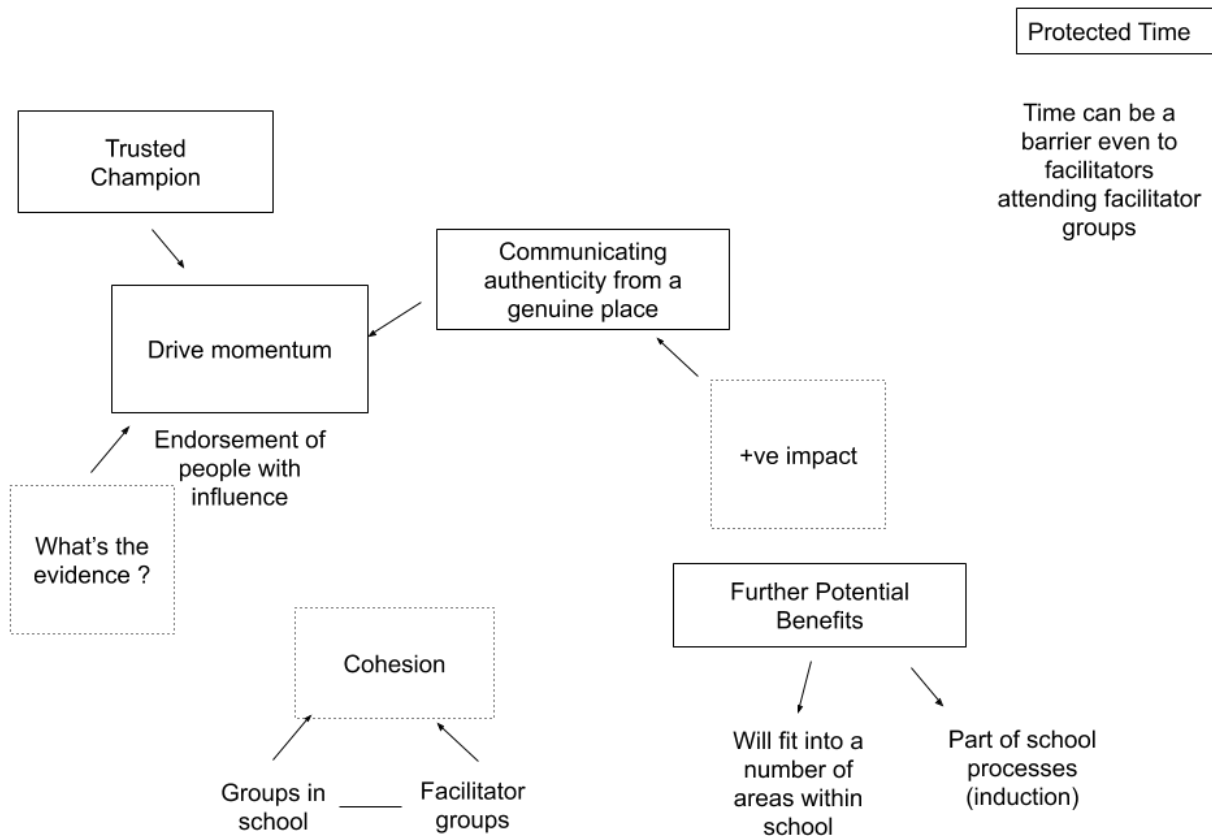 Protected Time
Time can be a
barrier even to
facilitators
attending facilitator
groups
Trusted
Champion
Communicating
authenticity from a
genuine place
Drive momentum
Endorsement of
people with
influence
+ve impact
What's the
evidence ?
Further Potential
Benefits
Cohesion
Will fit into a
number of
areas within
school
Part of school
processes
(induction)
Groups in
school
Facilitator
groups